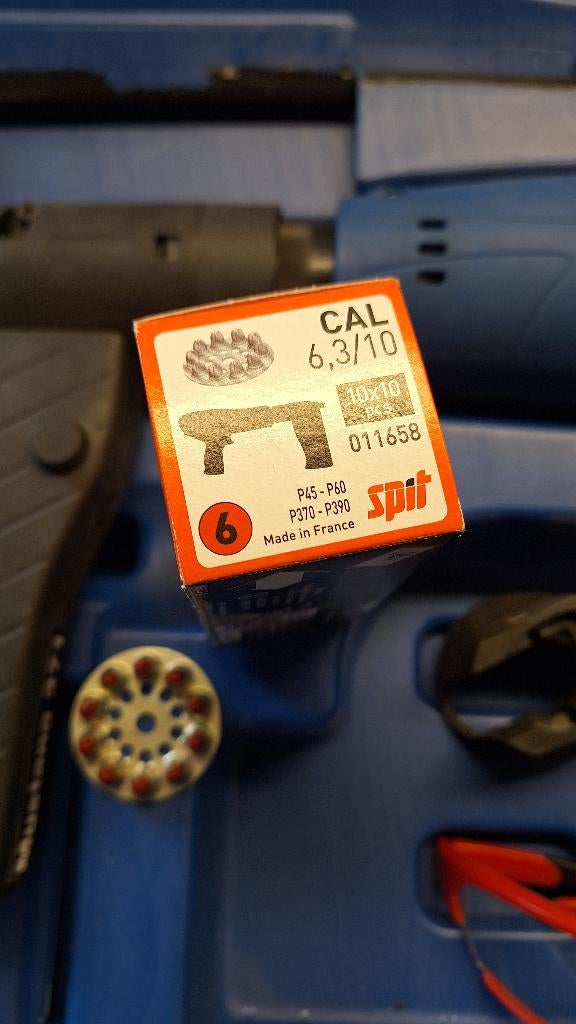 CAL
6,3/10
10x10
PCS
011658
P45 - P60
P370 - P390
spit
6
Made in France